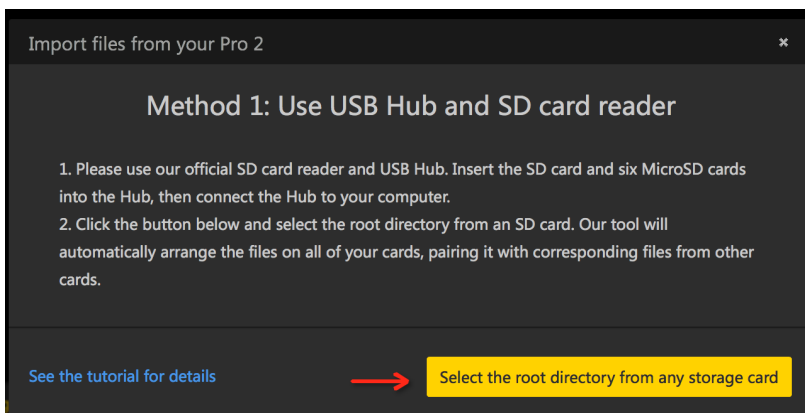 Import files from your Pro 2
Method 1: Use USB Hub and SD card reader
1. Please use our official SD card reader and USB Hub. Insert the SD card and six MicroSD cards
into the Hub, then connect the Hub to your computer.
2. Click the button below and select the root directory from an SD card. Our tool will
automatically arrange the files on all of your cards, pairing it with corresponding files from other
cards.
See the tutorial for details
Select the root directory from any storage card